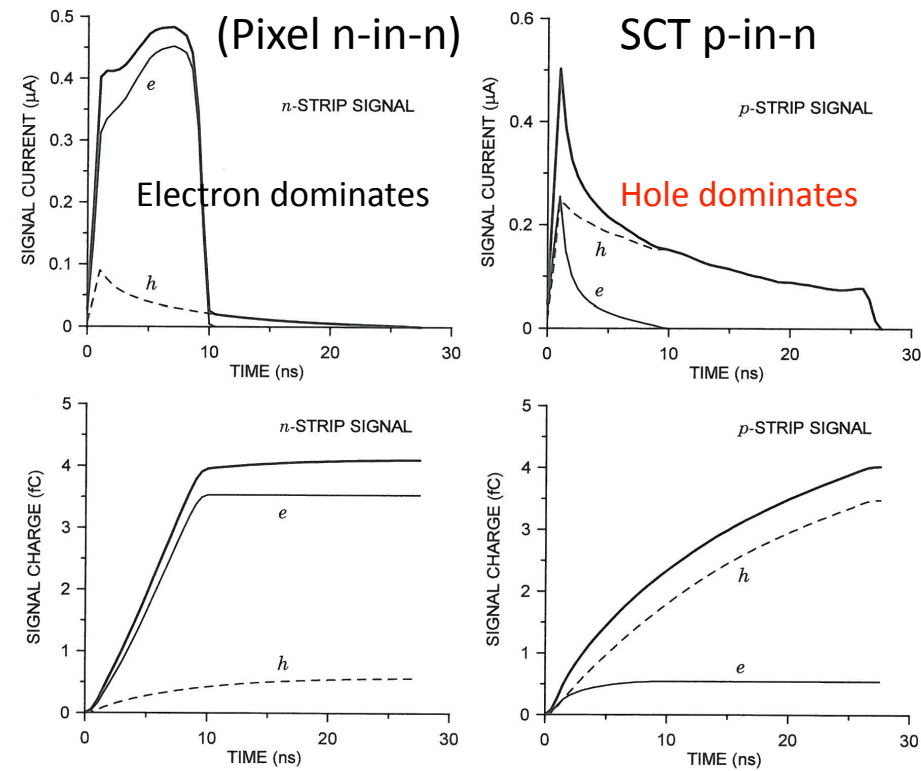 (Pixel n-in-n)
SIGNAL CURRENT (µA)
0.5
0.4
0.3
0.2
0.1
0
n-STRIP SIGNAL
e
Electron dominates
h
0
10
20
30
TIME (ns)
SCT p-in-n
SIGNAL CURRENT (µA)
0.6
0.4
0.2
0
p-STRIP SIGNAL
Hole dominates
h
e
0
10
20
30
TIME (ns)
SIGNAL CHARGE (fC)
5
4
3
2
1
0
n-STRIP SIGNAL
e
h
0
10
20
30
TIME (ns)
SIGNAL CHARGE (fC)
5
4
3
2
1
0
p-STRIP SIGNAL
h
e
0
10
20
30
TIME (ns)